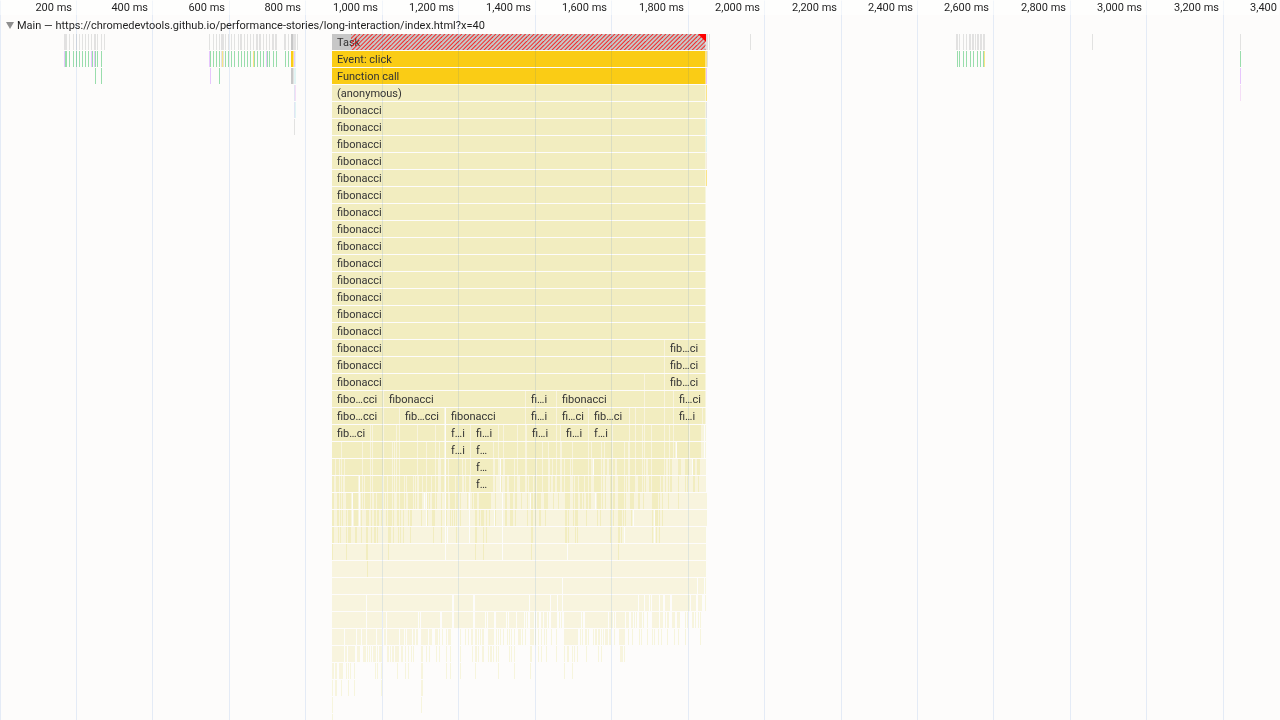 200 ms 400 ms 600 ms 800 ms 1,000 ms 1,200 ms 1,400 ms 1,600 ms 1,800 ms 2,000 ms 2,200 ms 2,400 ms 2,600 ms 2,800 ms 3,000 ms 3,200 ms 3,400
Main — https://chromedevtools.github.io/performance-stories/long-interaction/index.html?x=40
Task
Event: click
Function call
(anonymous)
fibonacci
fibonacci
fibonacci
fibonacci
fibonacci
fibonacci
fibonacci
fibonacci
fibonacci
fibonacci
fibonacci
fibonacci
fibonacci
fibonacci
fibonacci fib…ci
fibonacci fib…ci
fibonacci fib…ci
fibo…cci fibonacci fi…i fibonacci fi…ci
fibo…cci fib…cci fibonacci fi…i fi…ci fib…ci fi…i
fib…ci f…i fi…i fi…i fi…i f…i
f…i f…
f…
f…